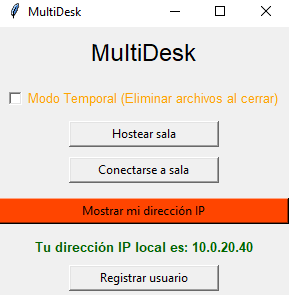 MultiDesk
MultiDesk
Modo Temporal (Eliminar archivos al cerrar)
Hostear sala
Conectarse a sala
Mostrar mi dirección IP
Tu dirección IP local es: 10.0.20.40
Registrar usuario